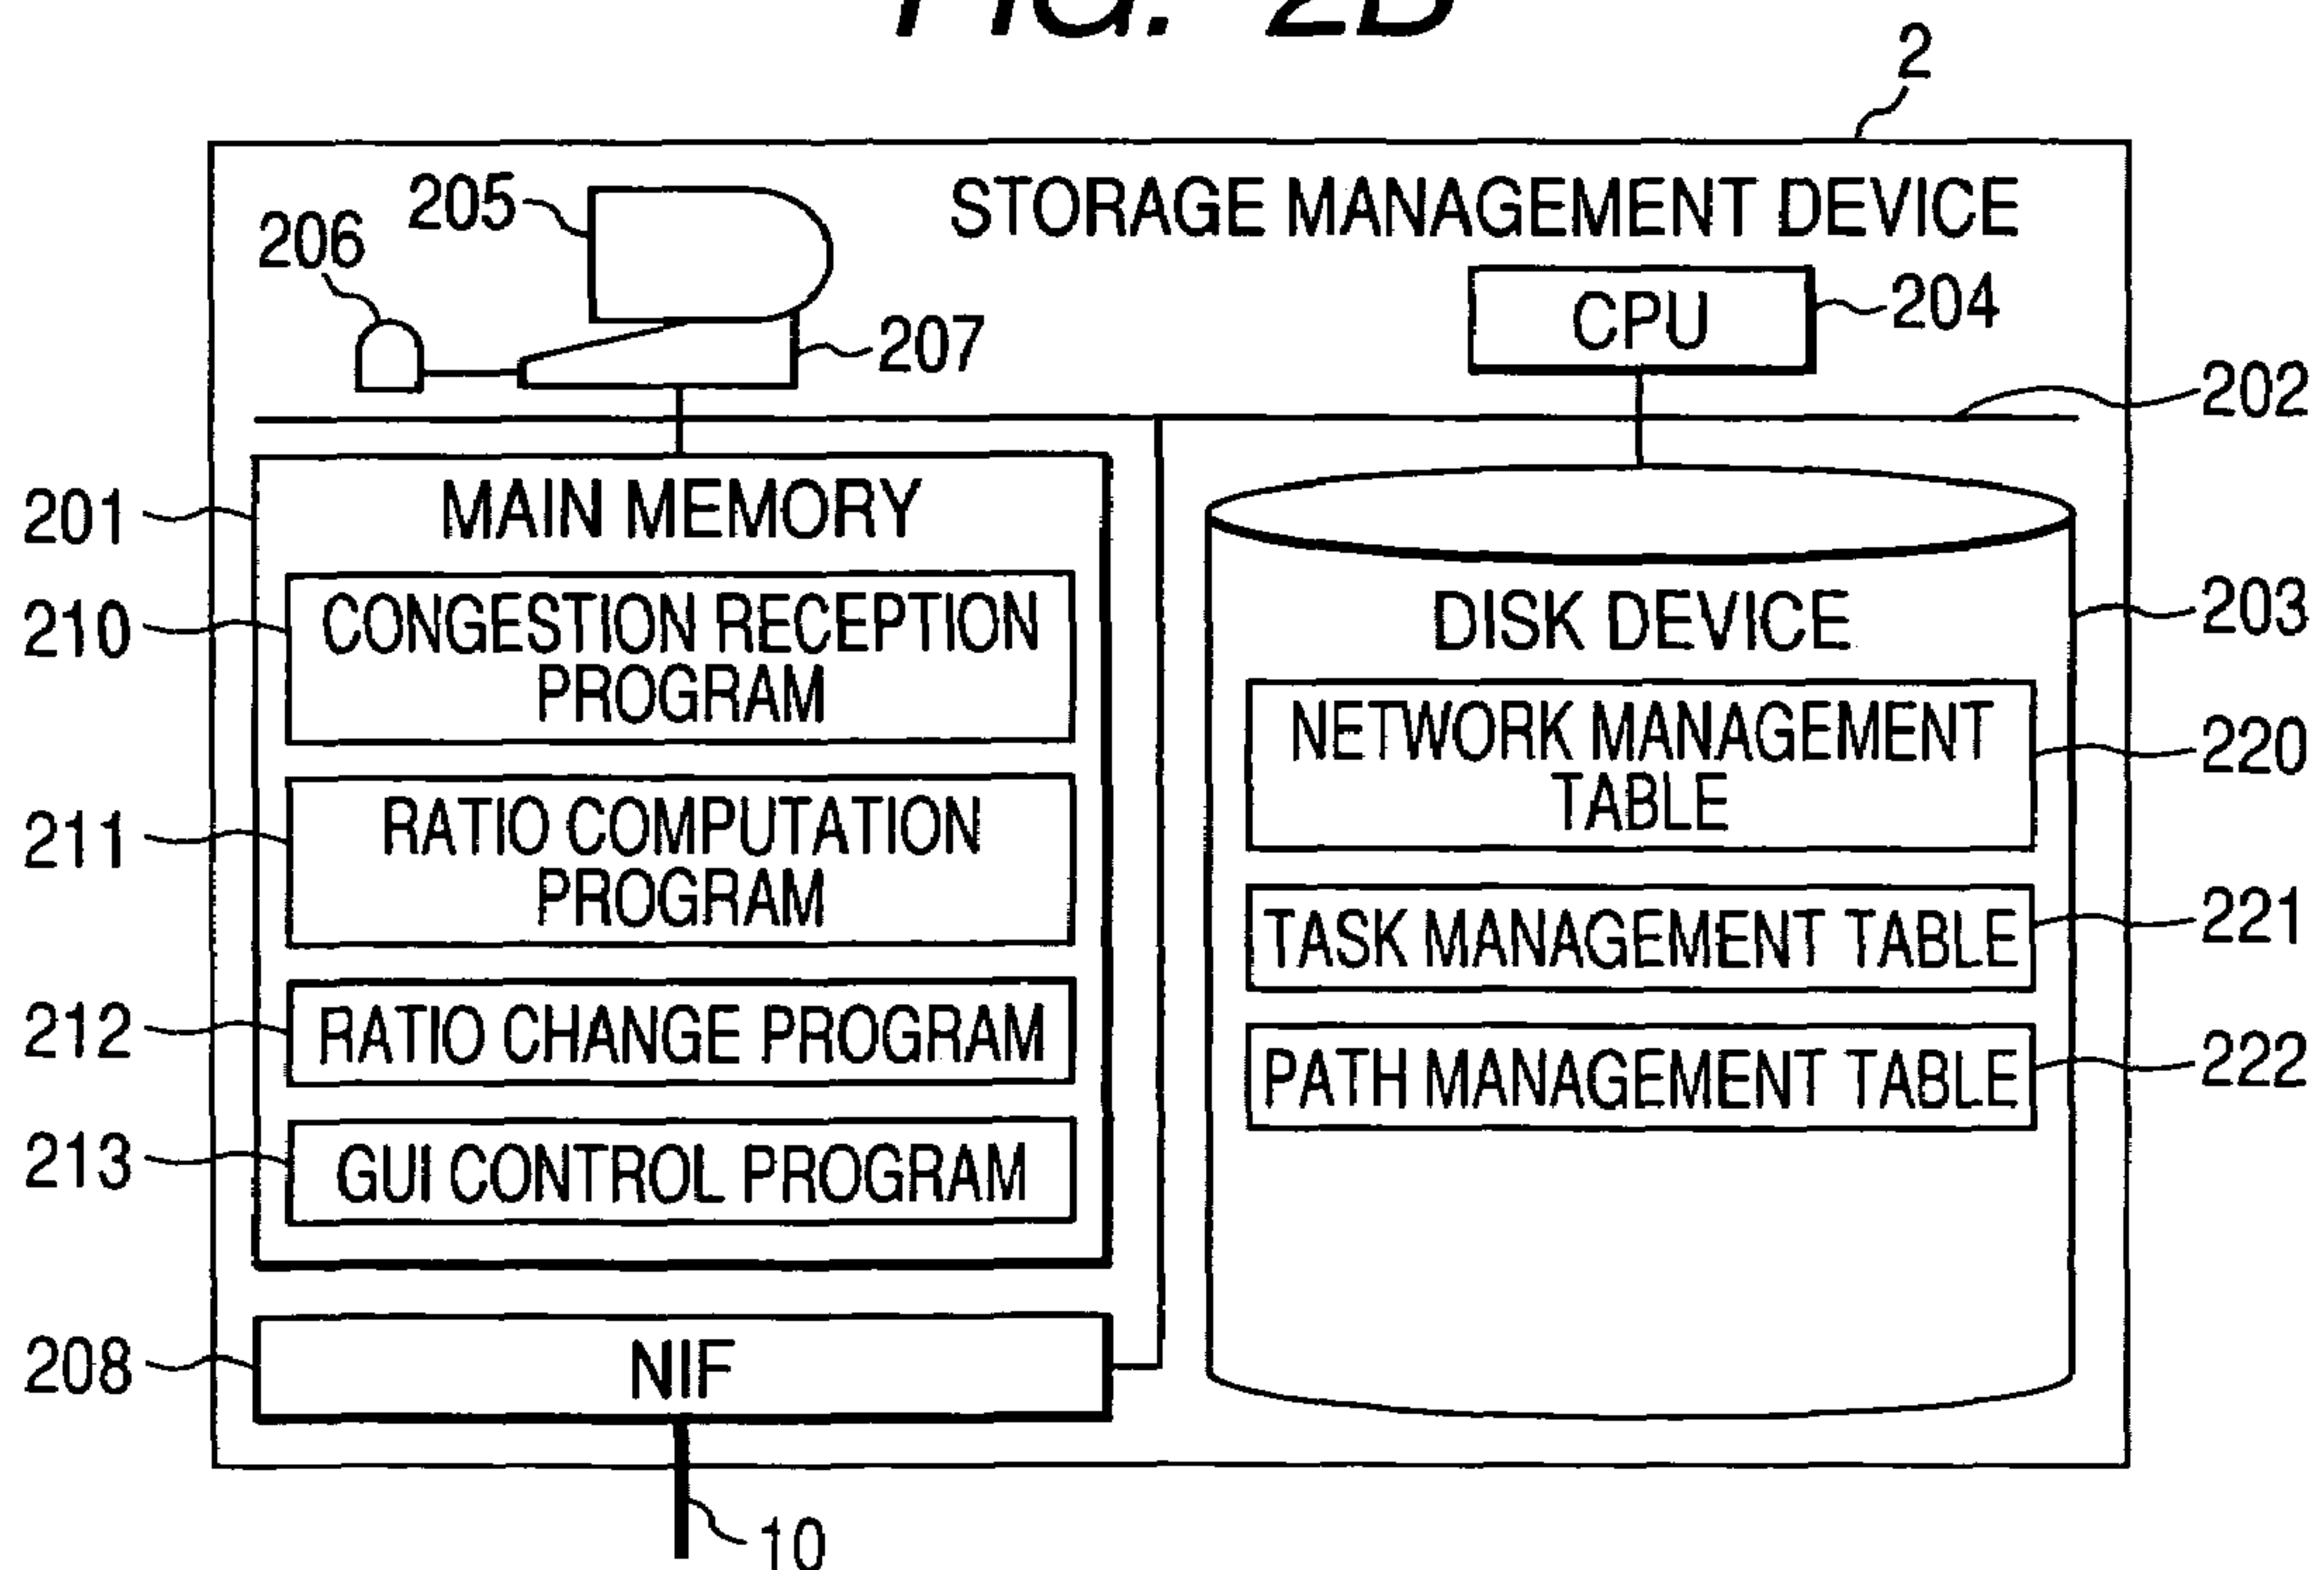 FIG. 2B
2
STORAGE MANAGEMENT DEVICE
205
206
207
CPU
204
202
201
MAIN MEMORY
210
CONGESTION RECEPTION
PROGRAM
211
RATIO COMPUTATION
PROGRAM
212
RATIO CHANGE PROGRAM
213
GUI CONTROL PROGRAM
208
NIF
10
DISK DEVICE
203
NETWORK MANAGEMENT
TABLE
220
TASK MANAGEMENT TABLE
221
PATH MANAGEMENT TABLE
222